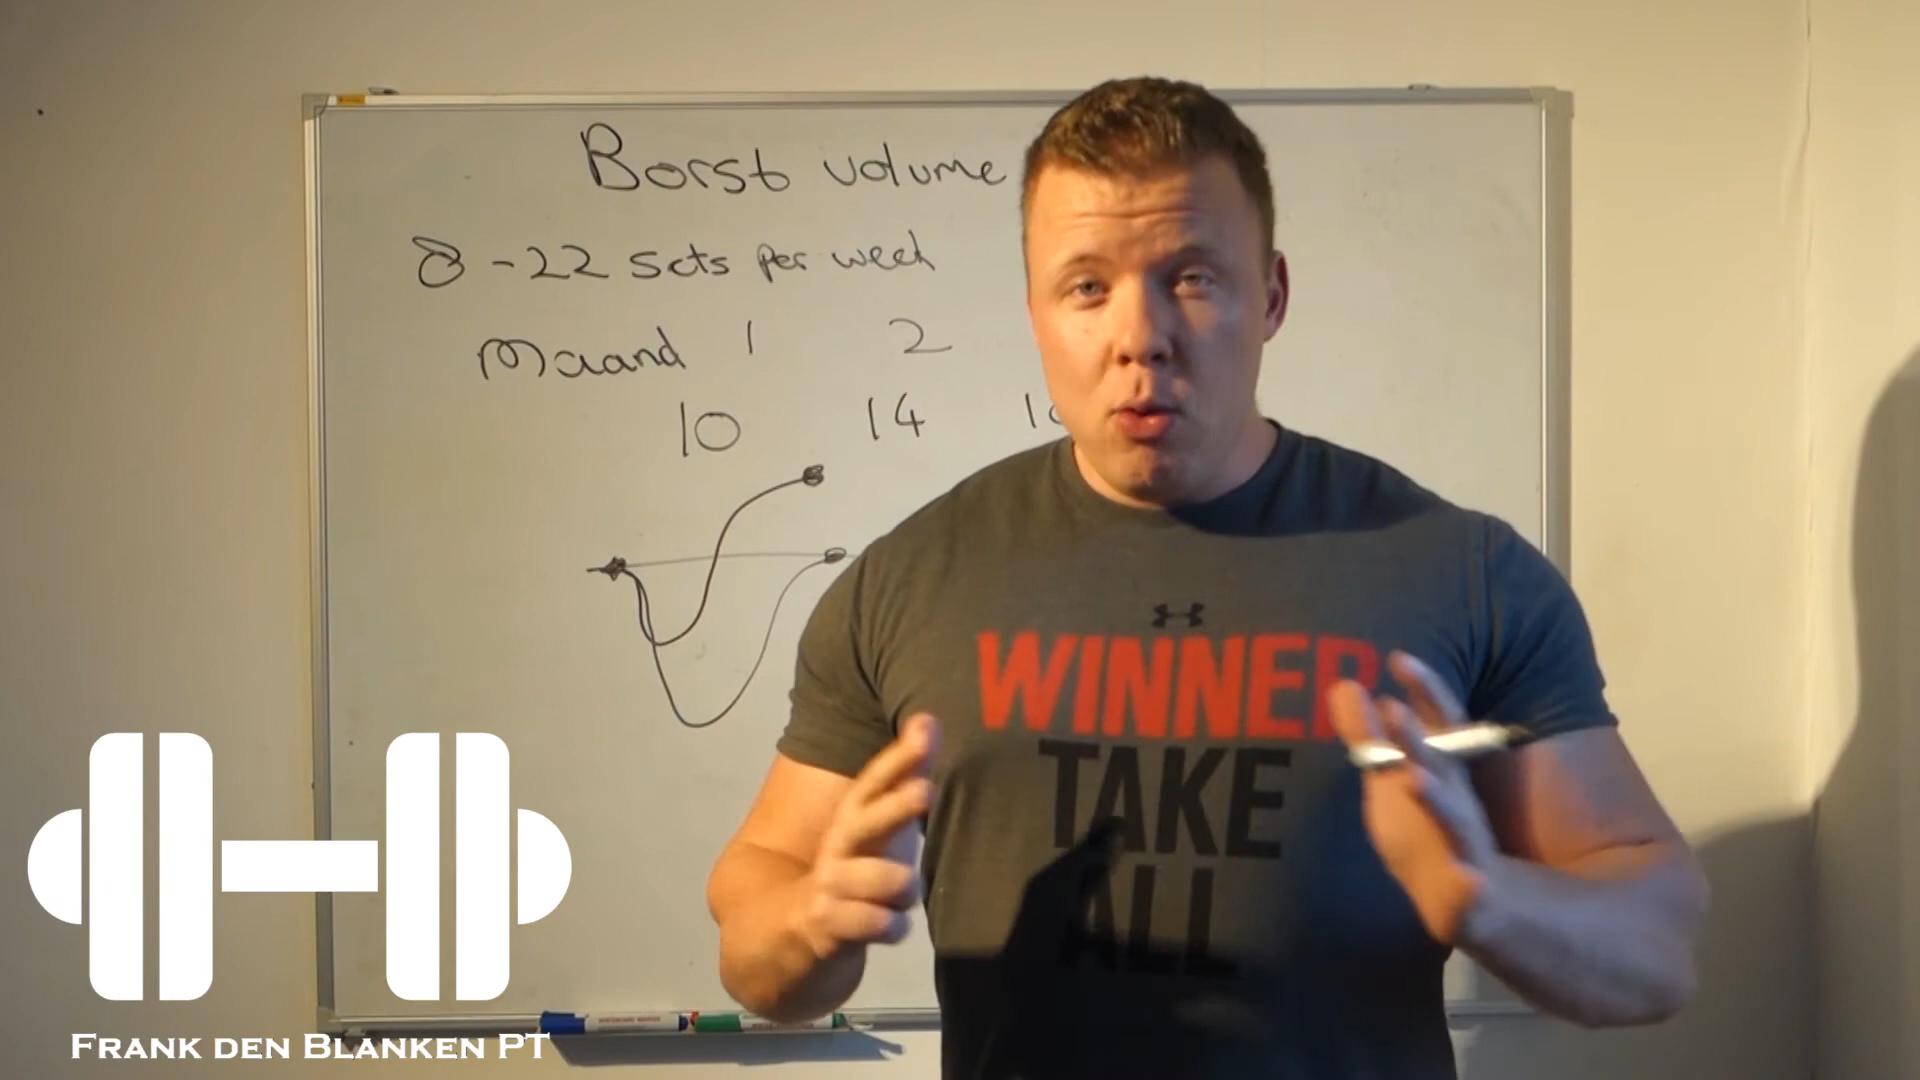 Borst volume
8-22 sets per week
Maand 1 2
10 14
WINNER
TAKE
ALL
FRANK DEN BLANKEN PT